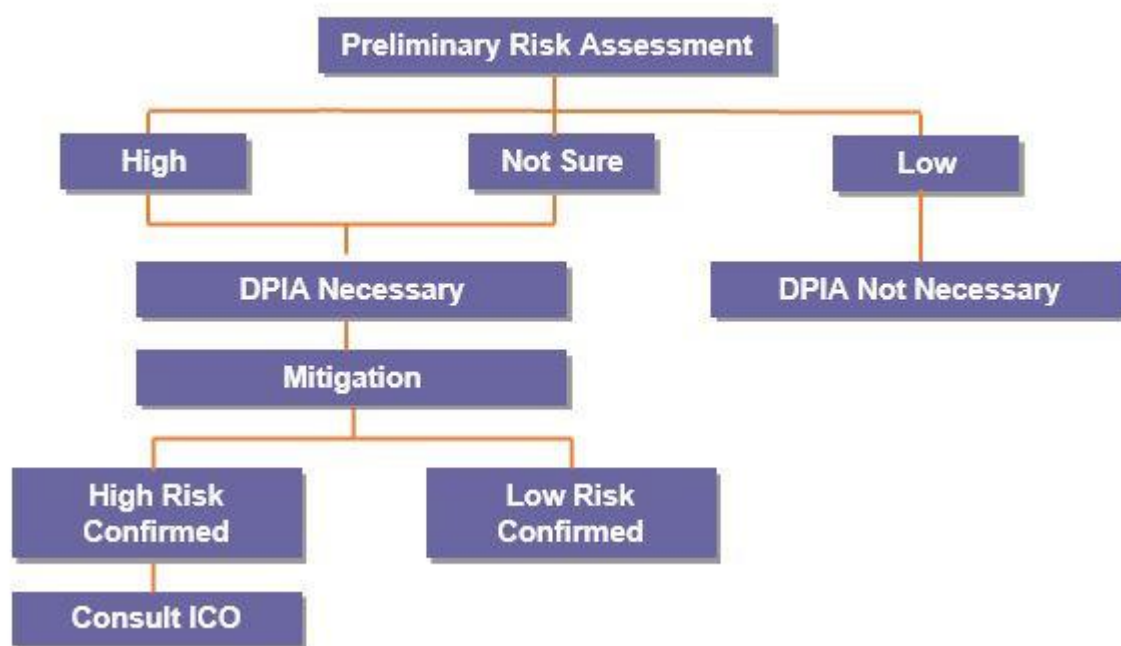 Preliminary Risk Assessment
High
Not Sure
Low
DPIA Necessary
DPIA Not Necessary
Mitigation
High Risk
Confirmed
Low Risk
Confirmed
Consult ICO